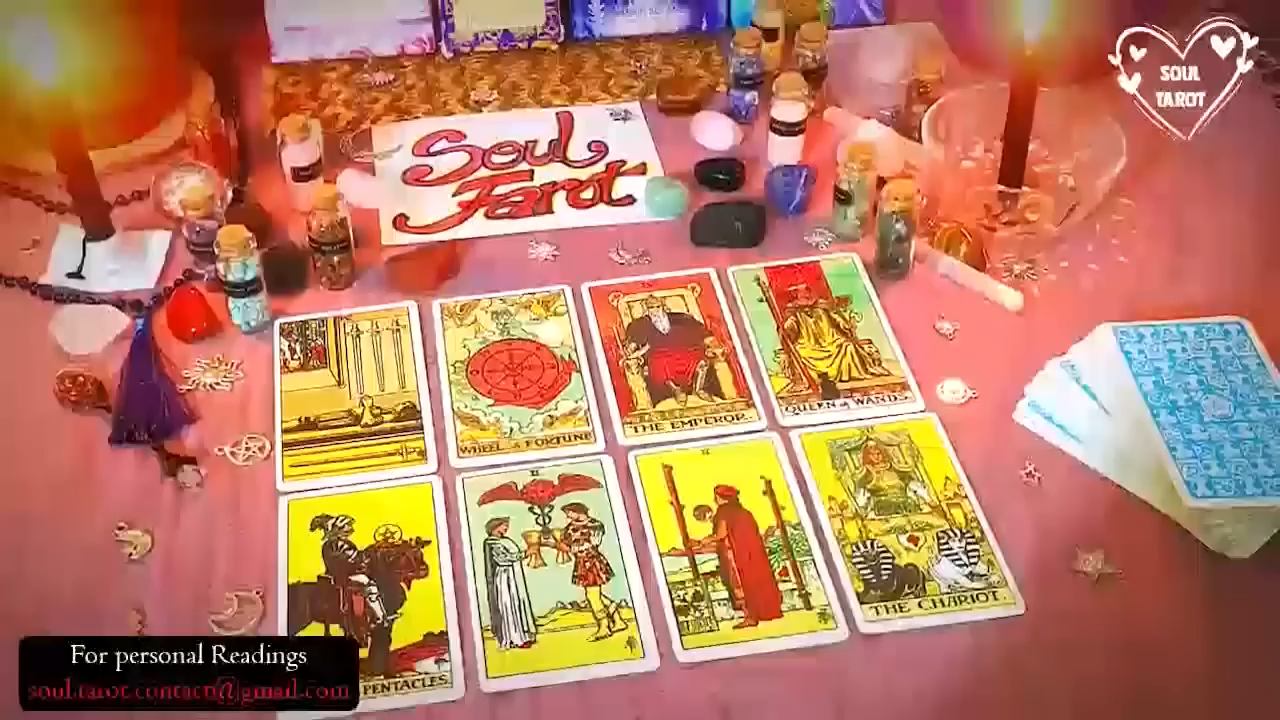 SOUL
TAROT
Soul
Tarot
WHEEL of FORTUNE
THE EMPEROR.
QUEEN of WANDS
PENTACLES.
II
THE CHARIOT.
For personal Readings
soul.tarot.contact@gmail.com